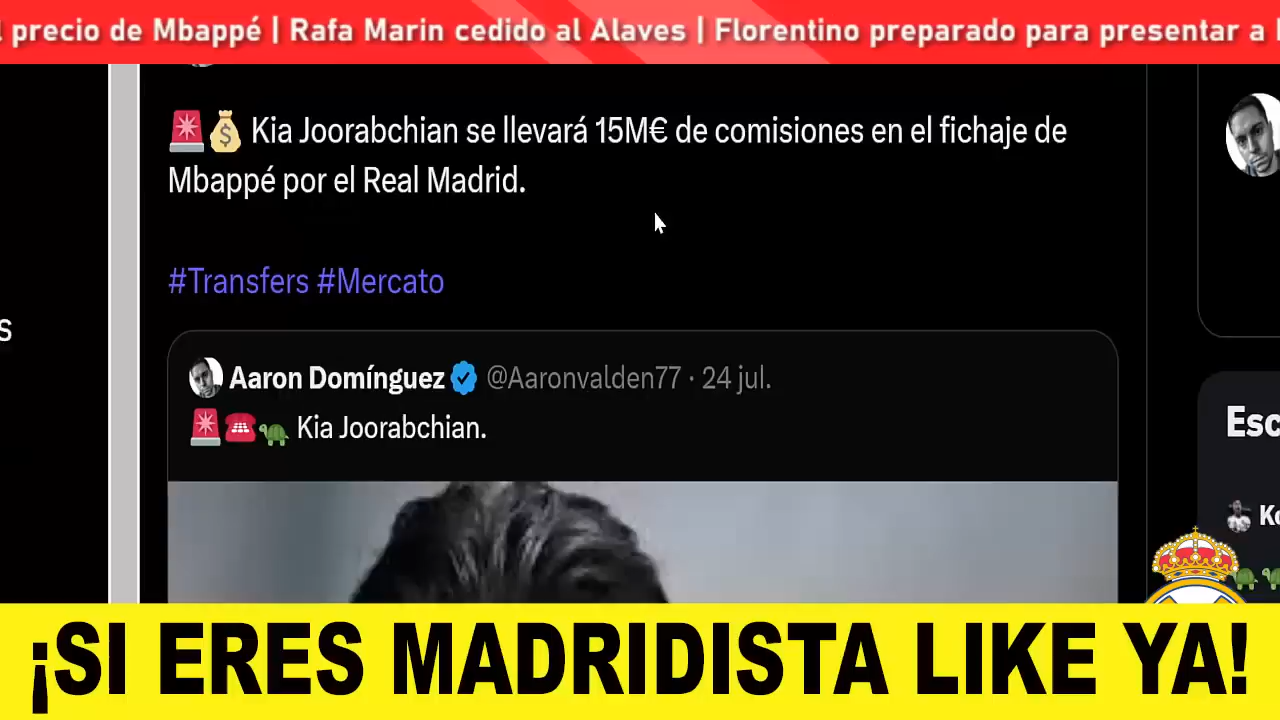 precio de Mbappé | Rafa Marin cedido al Alaves | Florentino preparado para presentar a
🚨💰 Kia Joorabchian se llevará 15M€ de comisiones en el fichaje de
Mbappé por el Real Madrid.
#Transfers #Mercato
Aaron Domínguez @Aaronvalden77 · 24 jul.
🚨☎️🐢 Kia Joorabchian.
s
Esc
¡SI ERES MADRIDISTA LIKE YA!